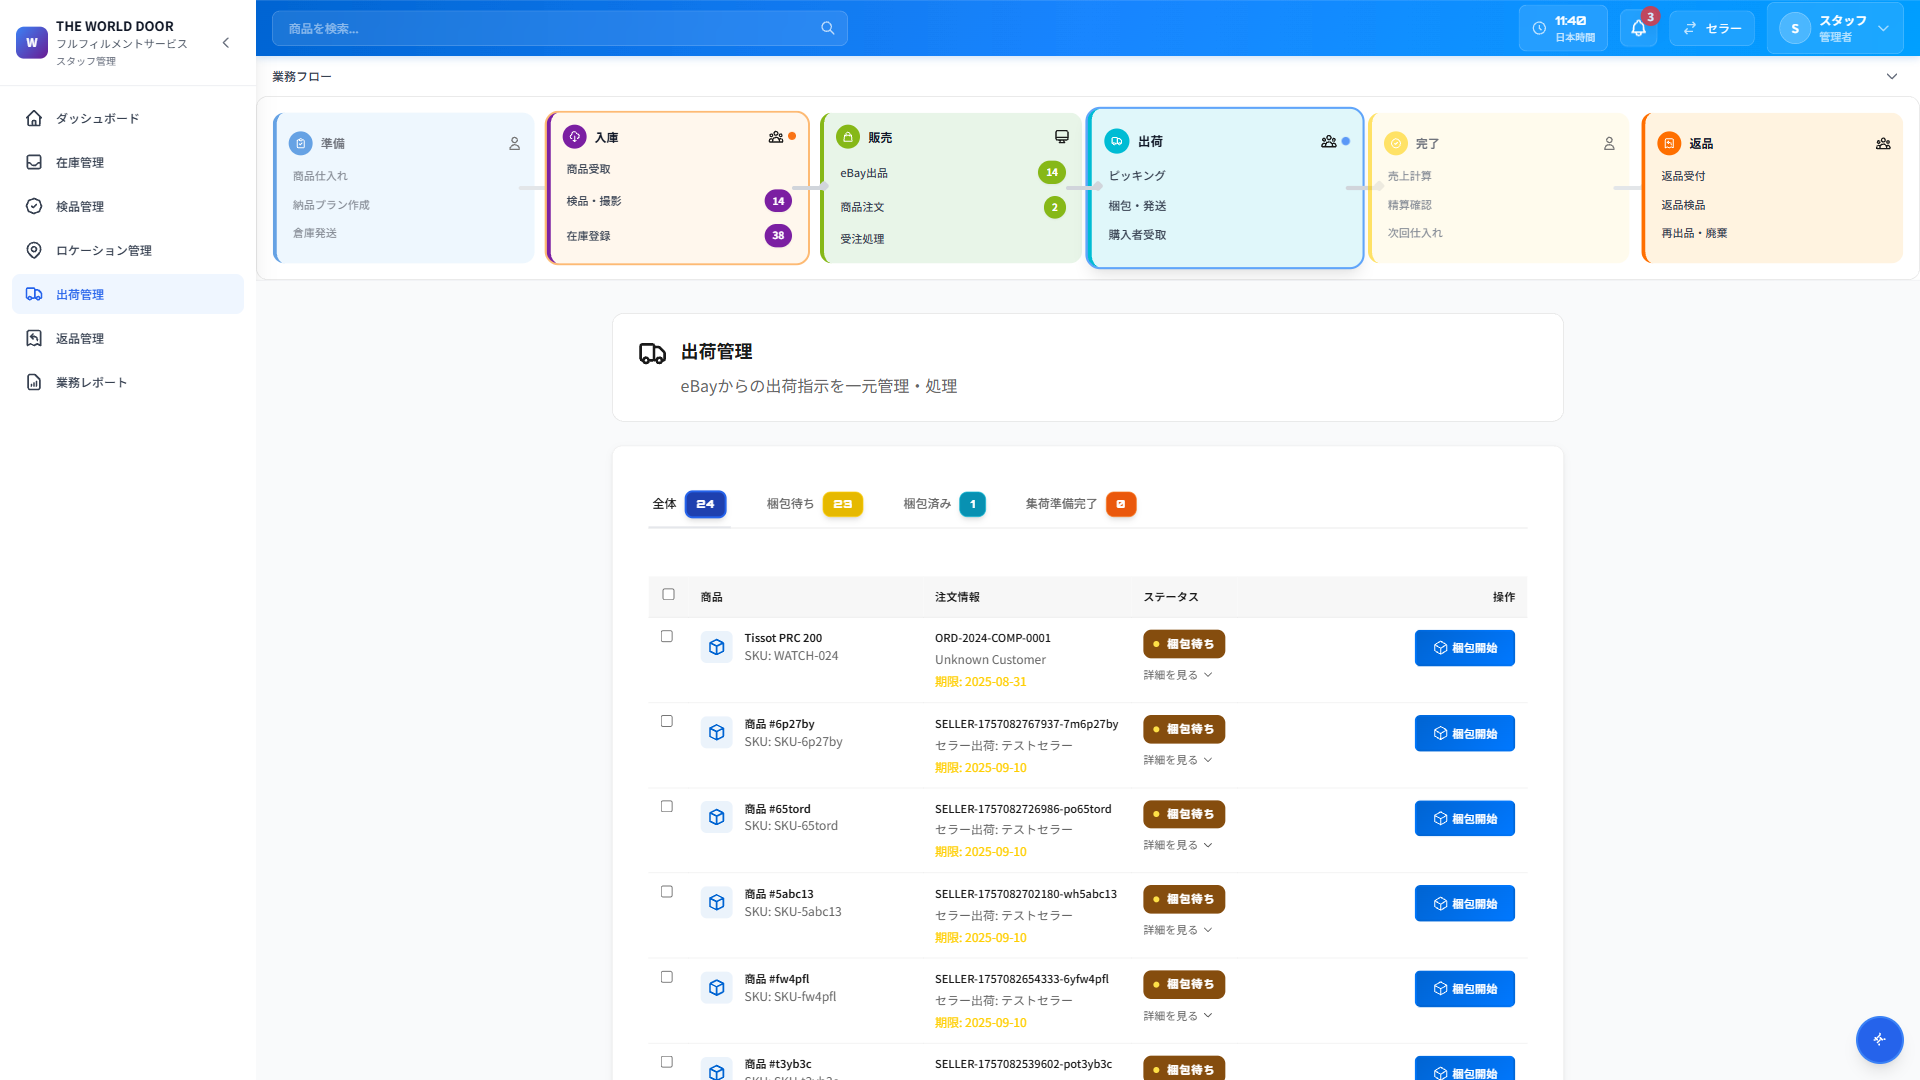 W
THE WORLD DOOR
フルフィルメントサービス
スタッフ管理
ダッシュボード
在庫管理
検品管理
ロケーション管理
出荷管理
返品管理
業務レポート
商品を検索...
11:40
日本時間
3
セラー
S
スタッフ
管理者
業務フロー
準備
商品仕入れ
納品プラン作成
倉庫発送
入庫
商品受取
検品・撮影 14
在庫登録 38
販売
eBay出品 14
商品注文 2
受注処理
出荷
ピッキング
梱包・発送
購入者受取
完了
売上計算
精算確認
次回仕入れ
返品
返品受付
返品検品
再出品・廃棄
出荷管理
eBayからの出荷指示を一元管理・処理
全体 24 梱包待ち 23 梱包済み 1 集荷準備完了 0
商品 注文情報 ステータス 操作
Tissot PRC 200
SKU: WATCH-024
ORD-2024-COMP-0001
Unknown Customer
期限: 2025-08-31
梱包待ち
詳細を見る
梱包開始
商品 #6p27by
SKU: SKU-6p27by
SELLER-1757082767937-7m6p27by
セラー出荷: テストセラー
期限: 2025-09-10
梱包待ち
詳細を見る
梱包開始
商品 #65tord
SKU: SKU-65tord
SELLER-1757082726986-po65tord
セラー出荷: テストセラー
期限: 2025-09-10
梱包待ち
詳細を見る
梱包開始
商品 #5abc13
SKU: SKU-5abc13
SELLER-1757082702180-wh5abc13
セラー出荷: テストセラー
期限: 2025-09-10
梱包待ち
詳細を見る
梱包開始
商品 #fw4pfl
SKU: SKU-fw4pfl
SELLER-1757082654333-6yfw4pfl
セラー出荷: テストセラー
期限: 2025-09-10
梱包待ち
詳細を見る
梱包開始
商品 #t3yb3c
SKU: SKU-t3yb3c
SELLER-1757082539602-pot3yb3c
梱包待ち
梱包開始